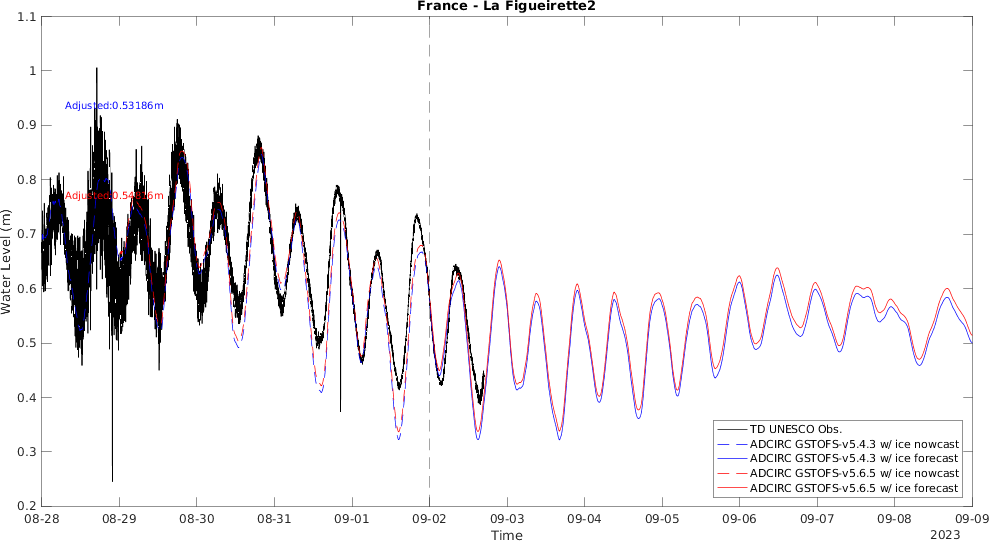 France - La Figueirette2
1.1
1
0.9
0.8
0.7
0.6
0.5
0.4
0.3
0.2
Water Level (m)
Adjusted:0.53186m
TD UNESCO Obs.
ADCIRC GSTOFS-v5.4.3 w/ ice nowcast
ADCIRC GSTOFS-v5.4.3 w/ ice forecast
ADCIRC GSTOFS-v5.6.5 w/ ice nowcast
ADCIRC GSTOFS-v5.6.5 w/ ice forecast
08-28 08-29 08-30 08-31 09-01 09-02 09-03 09-04 09-05 09-06 09-07 09-08 09-09
Time
2023